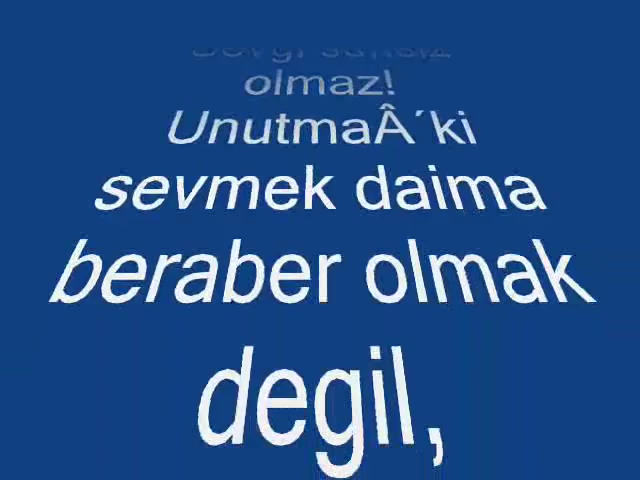 olmaz!
UnutmaÂ´ki
sevmek daima
beraber olmak
degil,